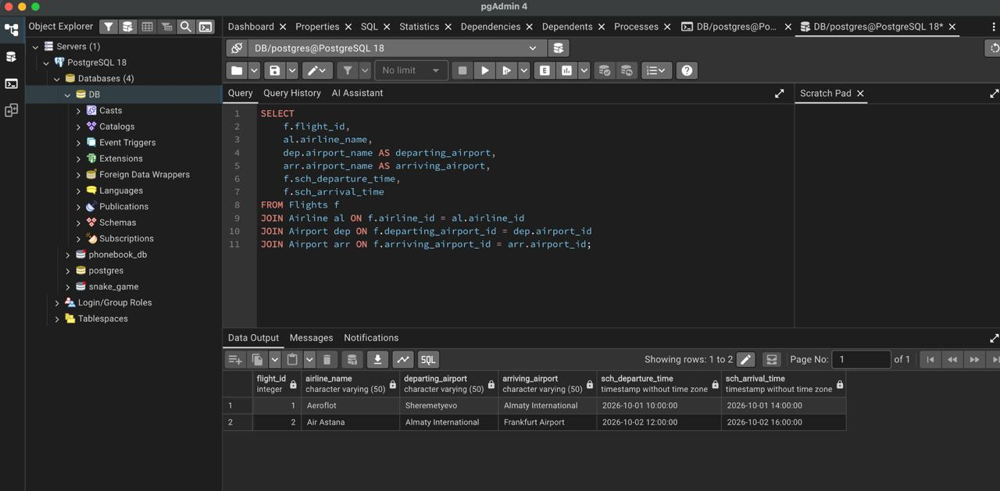 pgAdmin 4
Object Explorer
Servers (1)
PostgreSQL 18
Databases (4)
DB
Casts
Catalogs
Event Triggers
Extensions
Foreign Data Wrappers
Languages
Publications
Schemas
Subscriptions
phonebook_db
postgres
snake_game
Login/Group Roles
Tablespaces
Dashboard Properties SQL Statistics Dependencies Dependents Processes DB/postgres@Po... DB/postgres@PostgreSQL 18*
DB/postgres@PostgreSQL 18
No limit E
Query Query History AI Assistant
Scratch Pad
1 SELECT
2 f.flight_id,
3 al.airline_name,
4 dep.airport_name AS departing_airport,
5 arr.airport_name AS arriving_airport,
6 f.sch_departure_time,
7 f.sch_arrival_time
8 FROM Flights f
9 JOIN Airline al ON f.airline_id = al.airline_id
10 JOIN Airport dep ON f.departing_airport_id = dep.airport_id
11 JOIN Airport arr ON f.arriving_airport_id = arr.airport_id;
Data Output Messages Notifications
SQL Showing rows: 1 to 2 Page No: 1 of 1
flight_id airline_name departing_airport arriving_airport sch_departure_time sch_arrival_time
integer character varying (50) character varying (50) character varying (50) timestamp without time zone timestamp without time zone
1 1 Aeroflot Sheremetyevo Almaty International 2026-10-01 10:00:00 2026-10-01 14:00:00
2 2 Air Astana Almaty International Frankfurt Airport 2026-10-02 12:00:00 2026-10-02 16:00:00